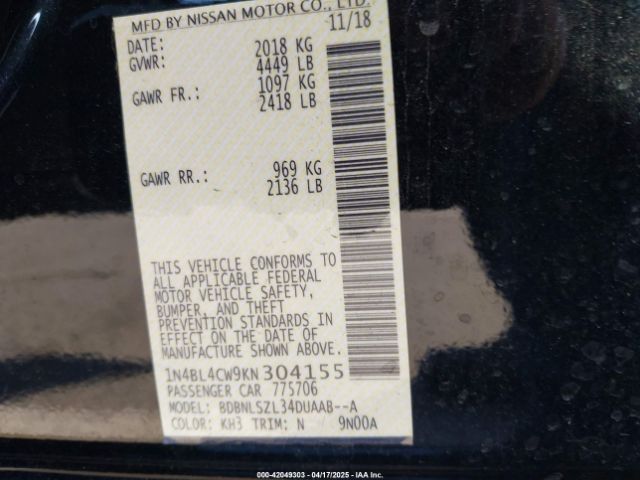 MFD BY NISSAN MOTOR CO., LTD.
DATE: 11/18
GVWR: 2018 KG
4449 LB
GAWR FR.: 1097 KG
2418 LB
GAWR RR.: 969 KG
2136 LB
THIS VEHICLE CONFORMS TO
ALL APPLICABLE FEDERAL
MOTOR VEHICLE SAFETY,
BUMPER, AND THEFT
PREVENTION STANDARDS IN
EFFECT ON THE DATE OF
MANUFACTURE SHOWN ABOVE.
1N4BL4CW9KN304155
PASSENGER CAR 775706
MODEL: BDBNLSZL34DUAAB--A
COLOR: KH3 TRIM: N 9N00A
000-42049303 - 04/17/2025 - IAA Inc.